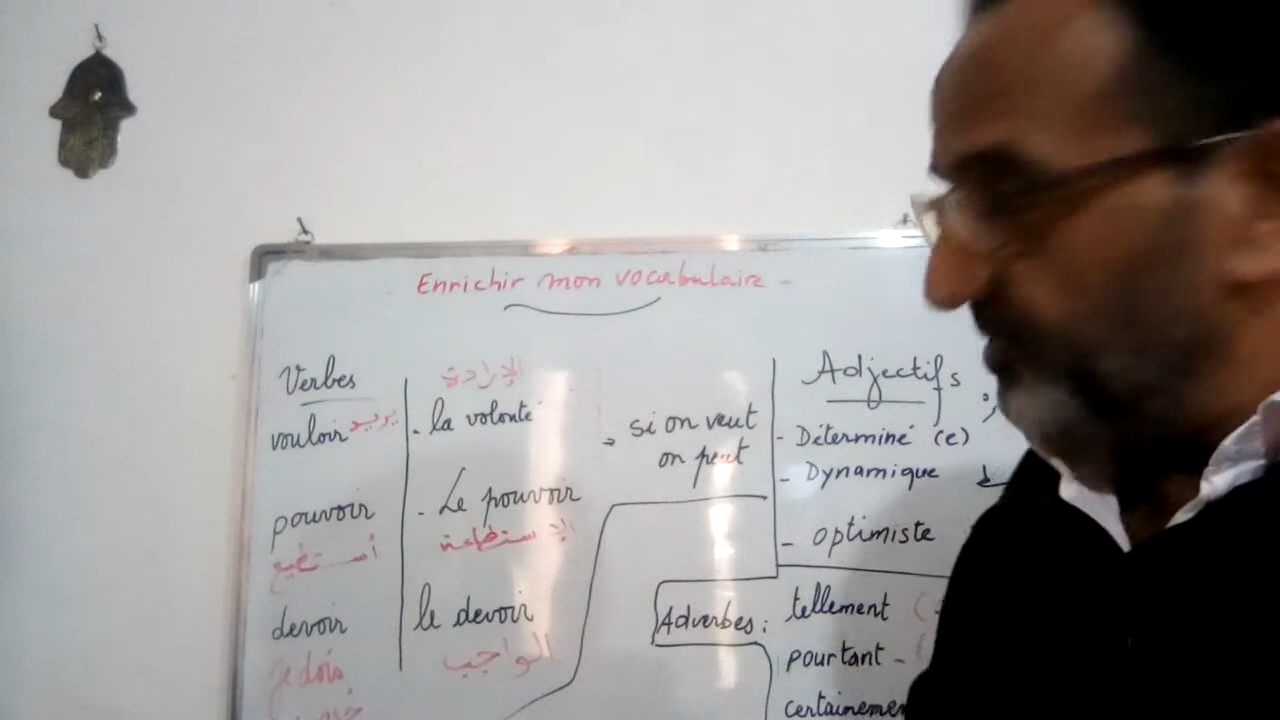 Enrichir mon vocabulaire -
Verbes
vouloir يريد
pouvoir
أستطيع
devoir
je dois
الإرادة
- la volonté
- Le pouvoir
الإستطاعة
le devoir
الواجب
→ si on veut
on peut
Adjectifs
- Déterminé (e)
- Dynamique
- optimiste
Adverbes :
tellement (
pourtant - (